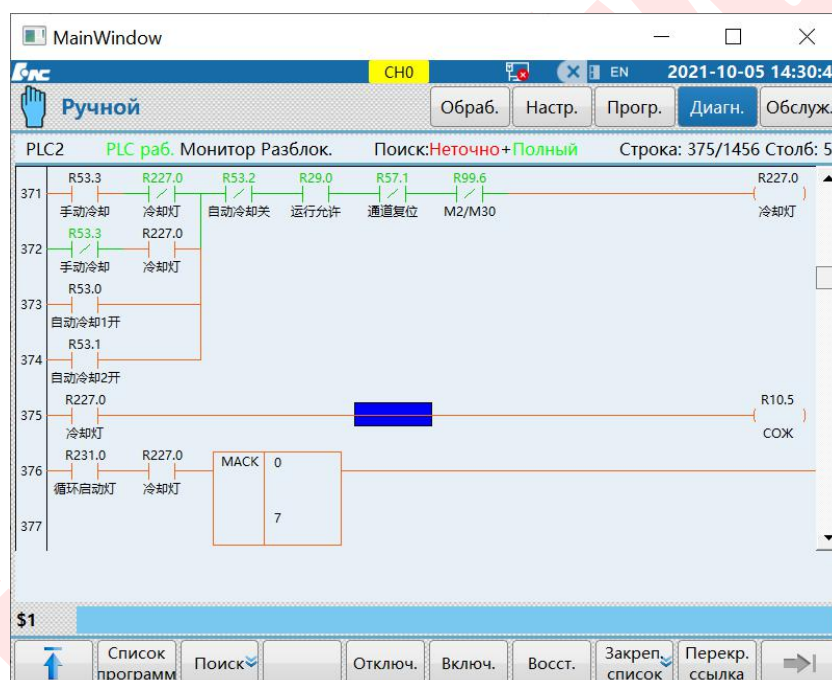 MainWindow
CH0 EN 2021-10-05 14:30:4
Ручной Обраб. Настр. Прогр. Диагн. Обслуж.
PLC2 PLC раб. Монитор Разблок. Поиск:Неточно+Полный Строка: 375/1456 Столб: 5
R53.3 R227.0 R53.2 R29.0 R57.1 R99.6 R227.0
371
手动冷却 冷却灯 自动冷却关 运行允许 通道复位 M2/M30 冷却灯
R53.3 R227.0
372
手动冷却 冷却灯
R53.0
373
自动冷却1开
R53.1
374
自动冷却2开
R227.0 R10.5
375
冷却灯 СОЖ
R231.0 R227.0 MACK 0
376
循环启动灯 冷却灯
7
377
$1
Список программ Поиск Отключ. Включ. Восст. Закреп. список Перекр. ссылка